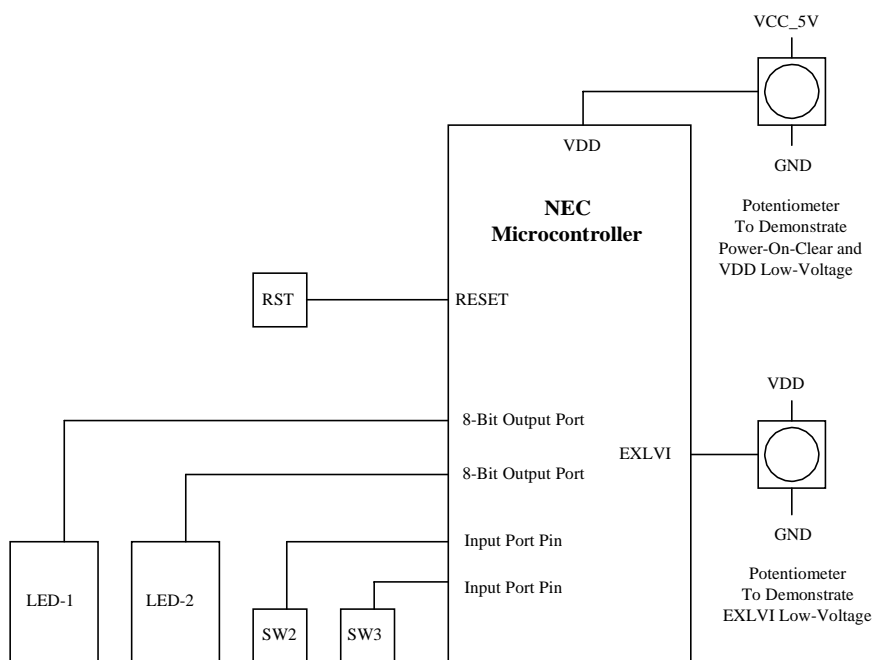 VCC_5V
VDD
GND
NEC
Microcontroller
Potentiometer
To Demonstrate
Power-On-Clear and
VDD Low-Voltage
RST
RESET
VDD
8-Bit Output Port
EXLVI
8-Bit Output Port
GND
Input Port Pin
Potentiometer
To Demonstrate
EXLVI Low-Voltage
Input Port Pin
LED-1
LED-2
SW2
SW3